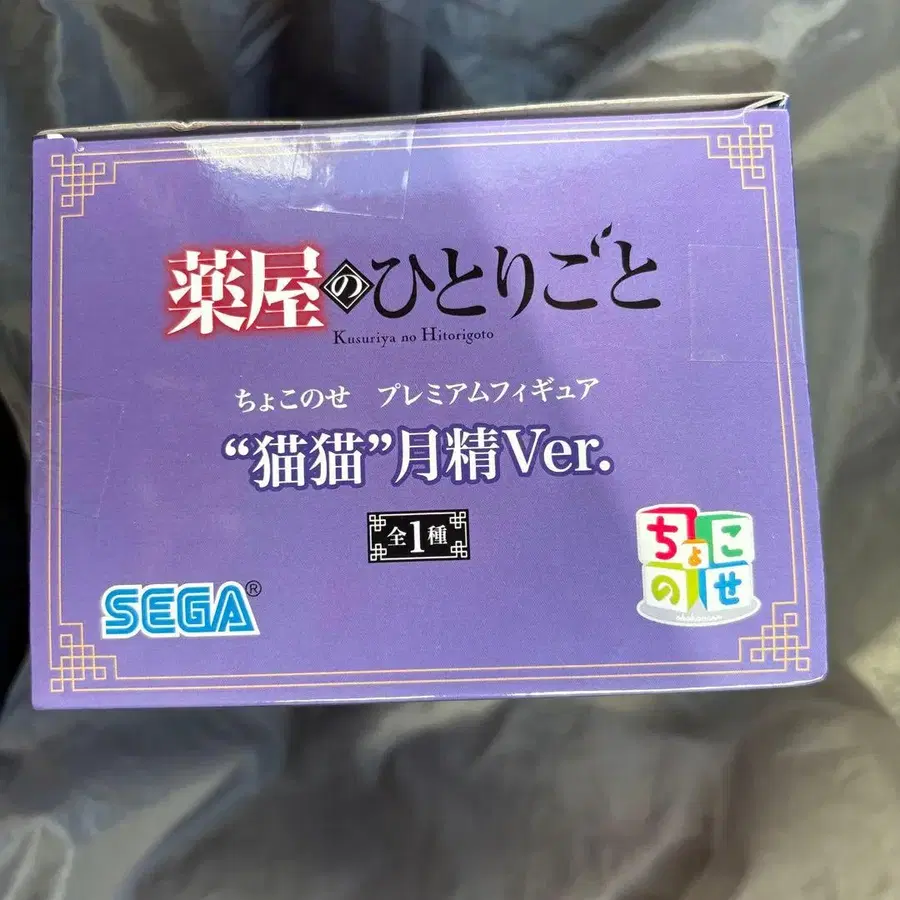 薬屋のひとりごと
Kusuriya no Hitorigoto
ちょこのせ プレミアムフィギュア
“猫猫”月精Ver.
全1種
SEGA®
ちょこ
のせ